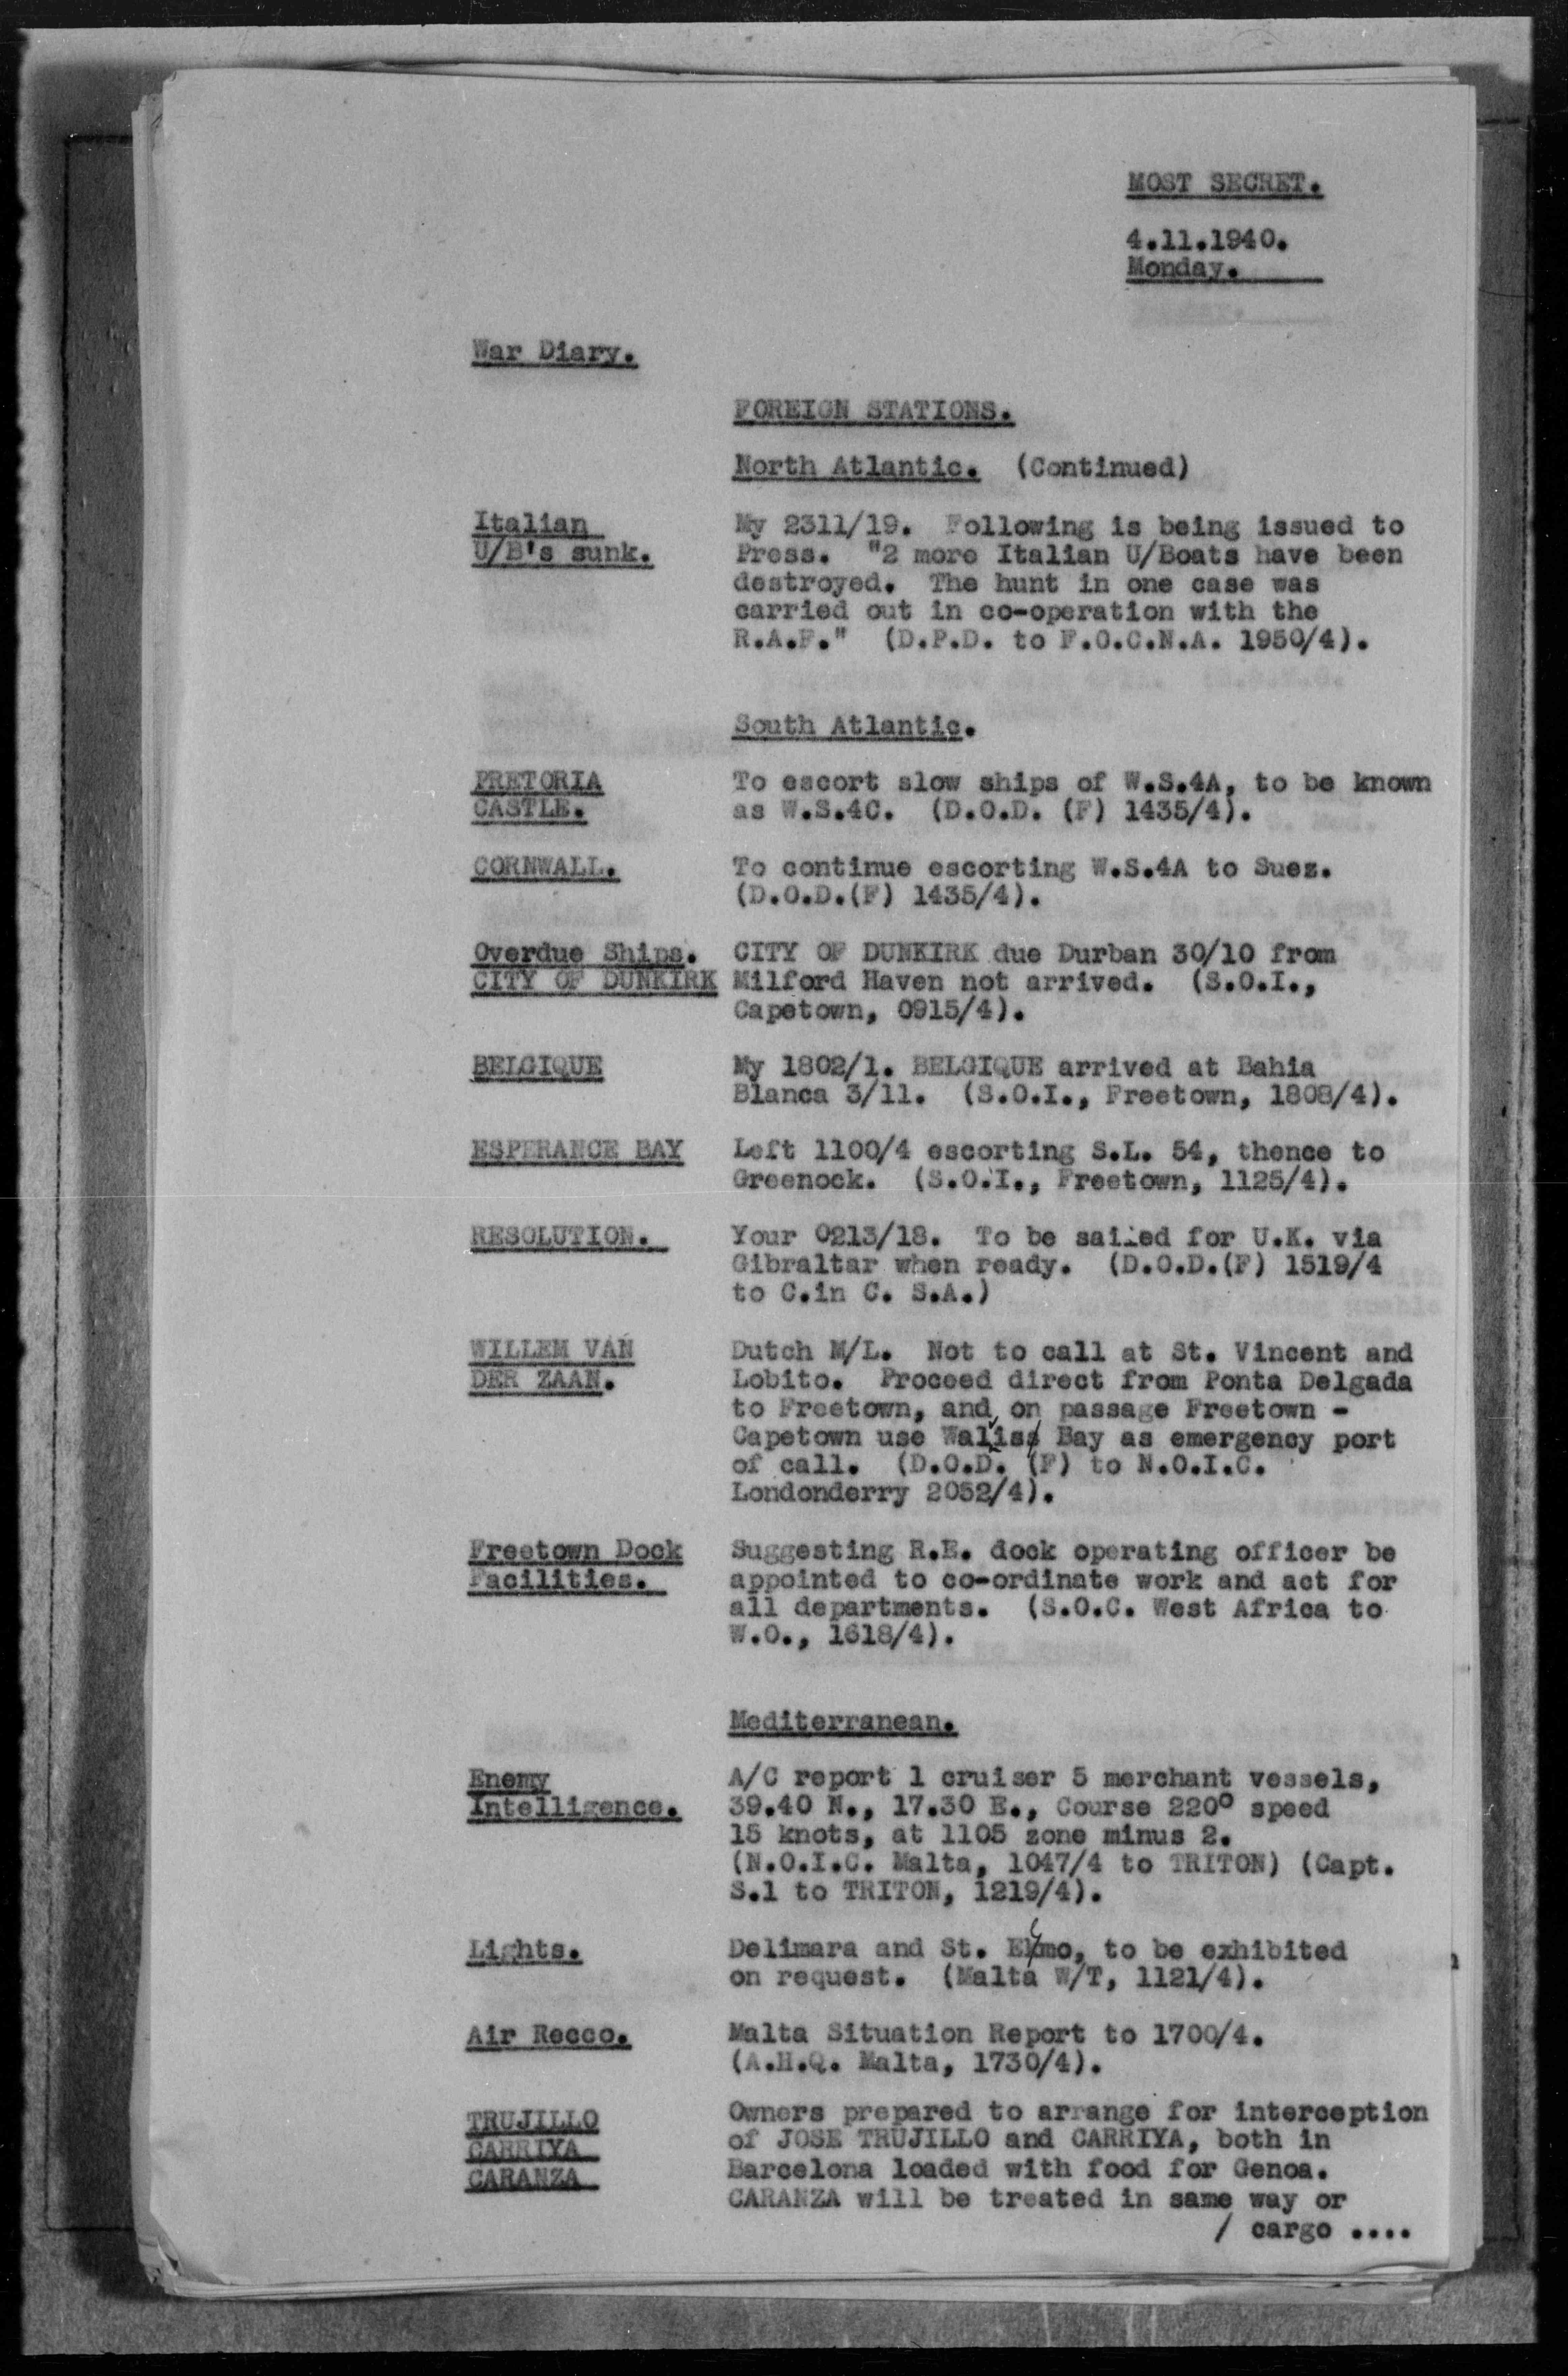 MOST SECRET.
4.11.1940.
Monday.
War Diary.
FOREIGN STATIONS.
North Atlantic. (Continued)
Italian
U/B's sunk.
My 2311/19. Following is being issued to
Press. "2 more Italian U/Boats have been
destroyed. The hunt in one case was
carried out in co-operation with the
R.A.F." (D.P.D. to F.O.C.N.A. 1950/4).
South Atlantic.
PRETORIA
CASTLE.
To escort slow ships of W.S.4A, to be known
as W.S.4C. (D.O.D. (F) 1435/4).
CORNWALL.
To continue escorting W.S.4A to Suez.
(D.O.D.(F) 1435/4).
Overdue Ships.
CITY OF DUNKIRK
CITY OF DUNKIRK due Durban 30/10 from
Milford Haven not arrived. (S.O.I.,
Capetown, 0915/4).
BELGIQUE
My 1802/1. BELGIQUE arrived at Bahia
Blanca 3/11. (S.O.I., Freetown, 1808/4).
ESPERANCE BAY
Left 1100/4 escorting S.L. 54, thence to
Greenock. (S.O.I., Freetown, 1125/4).
RESOLUTION.
Your 0213/18. To be sailed for U.K. via
Gibraltar when ready. (D.O.D.(F) 1519/4
to C.in C. S.A.)
WILLEM VAN
DER ZAAN.
Dutch M/L. Not to call at St. Vincent and
Lobito. Proceed direct from Ponta Delgada
to Freetown, and on passage Freetown -
Capetown use Walvis Bay as emergency port
of call. (D.O.D. (F) to N.O.I.C.
Londonderry 2052/4).
Freetown Dock
Facilities.
Suggesting R.E. dock operating officer be
appointed to co-ordinate work and act for
all departments. (S.O.C. West Africa to
W.O., 1618/4).
Mediterranean.
Enemy
Intelligence.
A/C report 1 cruiser 5 merchant vessels,
39.40 N., 17.30 E., Course 220° speed
15 knots, at 1105 zone minus 2.
(N.O.I.C. Malta, 1047/4 to TRITON) (Capt.
S.1 to TRITON, 1219/4).
Lights.
Delimara and St. Elmo, to be exhibited
on request. (Malta W/T, 1121/4).
Air Recco.
Malta Situation Report to 1700/4.
(A.H.Q. Malta, 1730/4).
TRUJILLO
CARRIYA
CARANZA
Owners prepared to arrange for interception
of JOSE TRUJILLO and CARRIYA, both in
Barcelona loaded with food for Genoa.
CARANZA will be treated in same way or
/ cargo ....